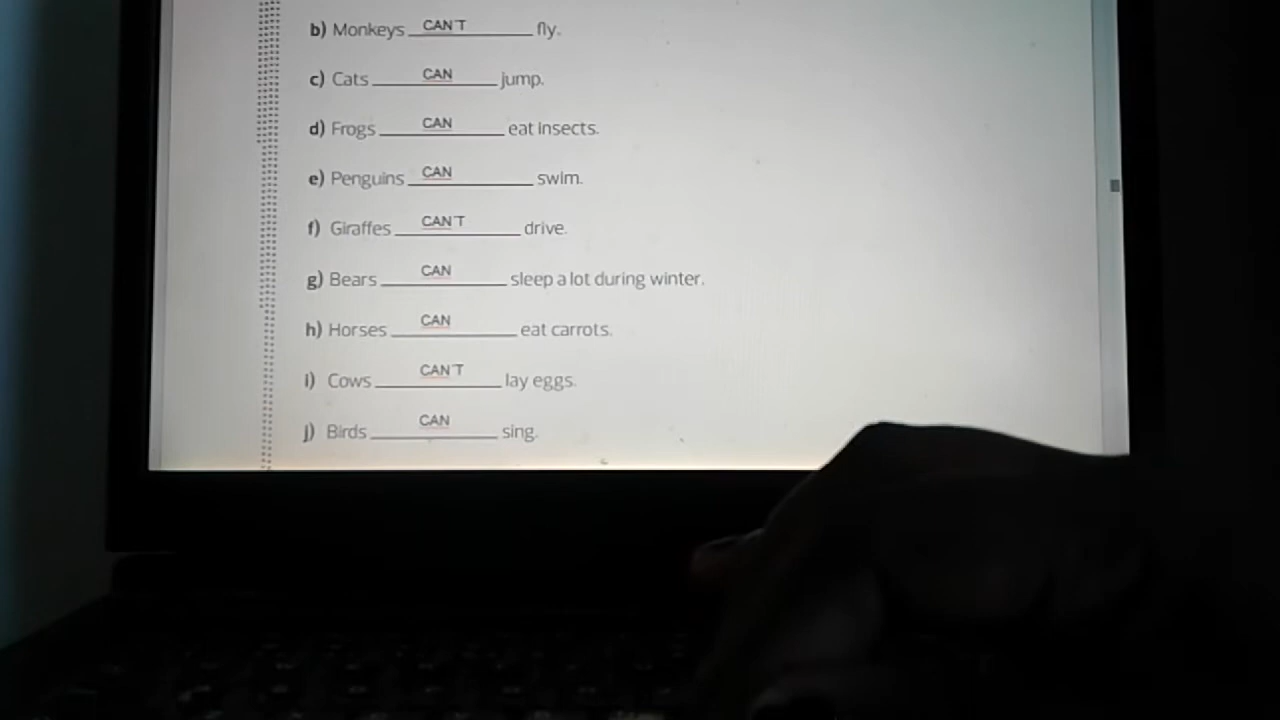 b) Monkeys CAN'T fly.
c) Cats CAN jump.
d) Frogs CAN eat insects.
e) Penguins CAN swim.
f) Giraffes CAN'T drive.
g) Bears CAN sleep a lot during winter.
h) Horses CAN eat carrots.
i) Cows CAN'T lay eggs.
j) Birds CAN sing.